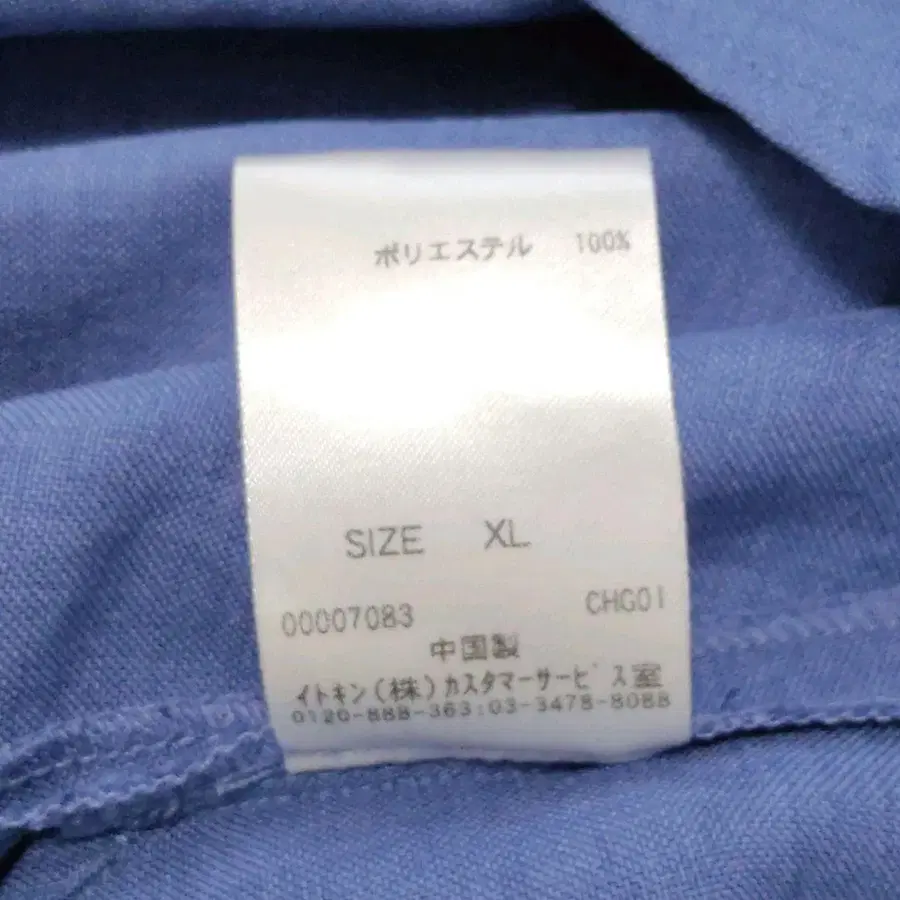 ポリエステル 100%
SIZE XL
00007083 CHG01
中国製
イトキン(株)カスタマーサービス室
0120-888-363:03-3478-8088